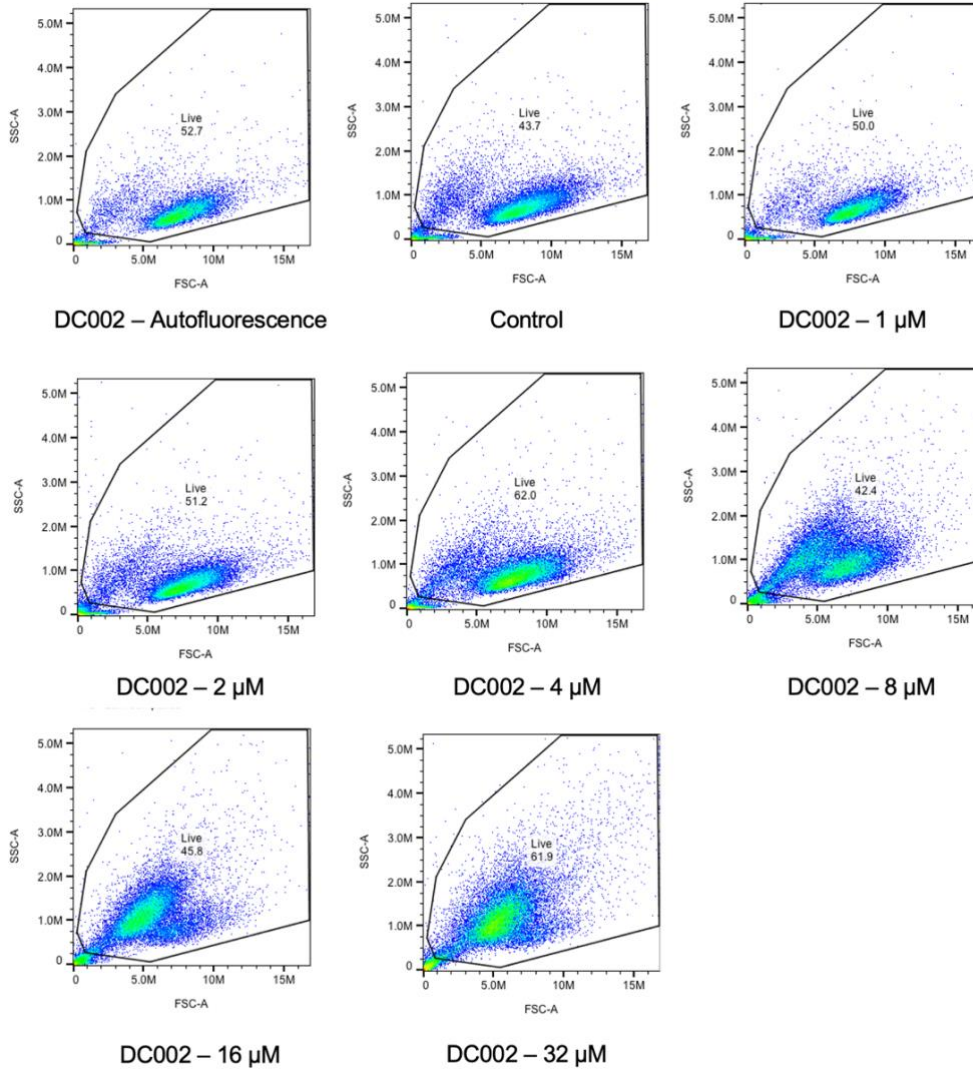 5.0M
4.0M
3.0M
2.0M
1.0M
0
SSC-A
Live
52.7
0 5.0M 10M 15M
FSC-A
DC002 – Autofluorescence
5.0M
4.0M
3.0M
2.0M
1.0M
0
SSC-A
Live
43.7
0 5.0M 10M 15M
FSC-A
Control
5.0M
4.0M
3.0M
2.0M
1.0M
0
SSC-A
Live
50.0
0 5.0M 10M 15M
FSC-A
DC002 – 1 µM
5.0M
4.0M
3.0M
2.0M
1.0M
0
SSC-A
Live
51.2
0 5.0M 10M 15M
FSC-A
DC002 – 2 µM
5.0M
4.0M
3.0M
2.0M
1.0M
0
SSC-A
Live
62.0
0 5.0M 10M 15M
FSC-A
DC002 – 4 µM
5.0M
4.0M
3.0M
2.0M
1.0M
0
SSC-A
Live
42.4
0 5.0M 10M 15M
FSC-A
DC002 – 8 µM
5.0M
4.0M
3.0M
2.0M
1.0M
0
SSC-A
Live
45.8
0 5.0M 10M 15M
FSC-A
DC002 – 16 µM
5.0M
4.0M
3.0M
2.0M
1.0M
0
SSC-A
Live
61.9
0 5.0M 10M 15M
FSC-A
DC002 – 32 µM